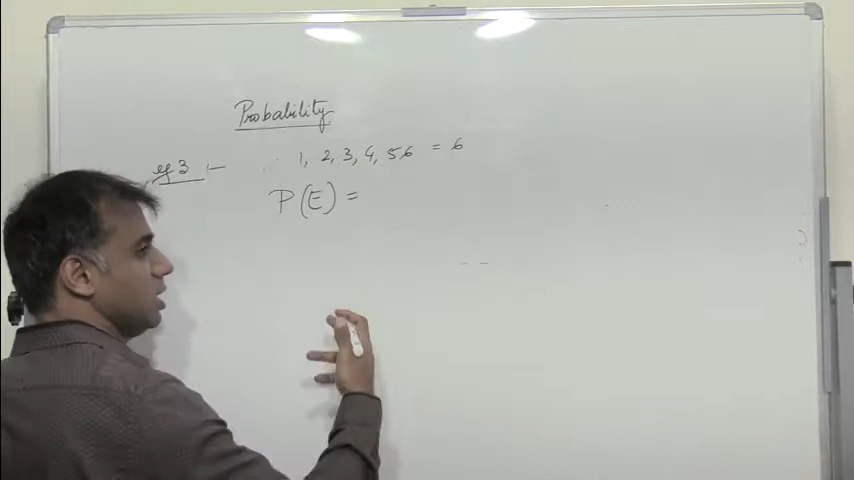 Probability
eg 3 :-
1, 2, 3, 4, 5, 6 = 6
P(E) =